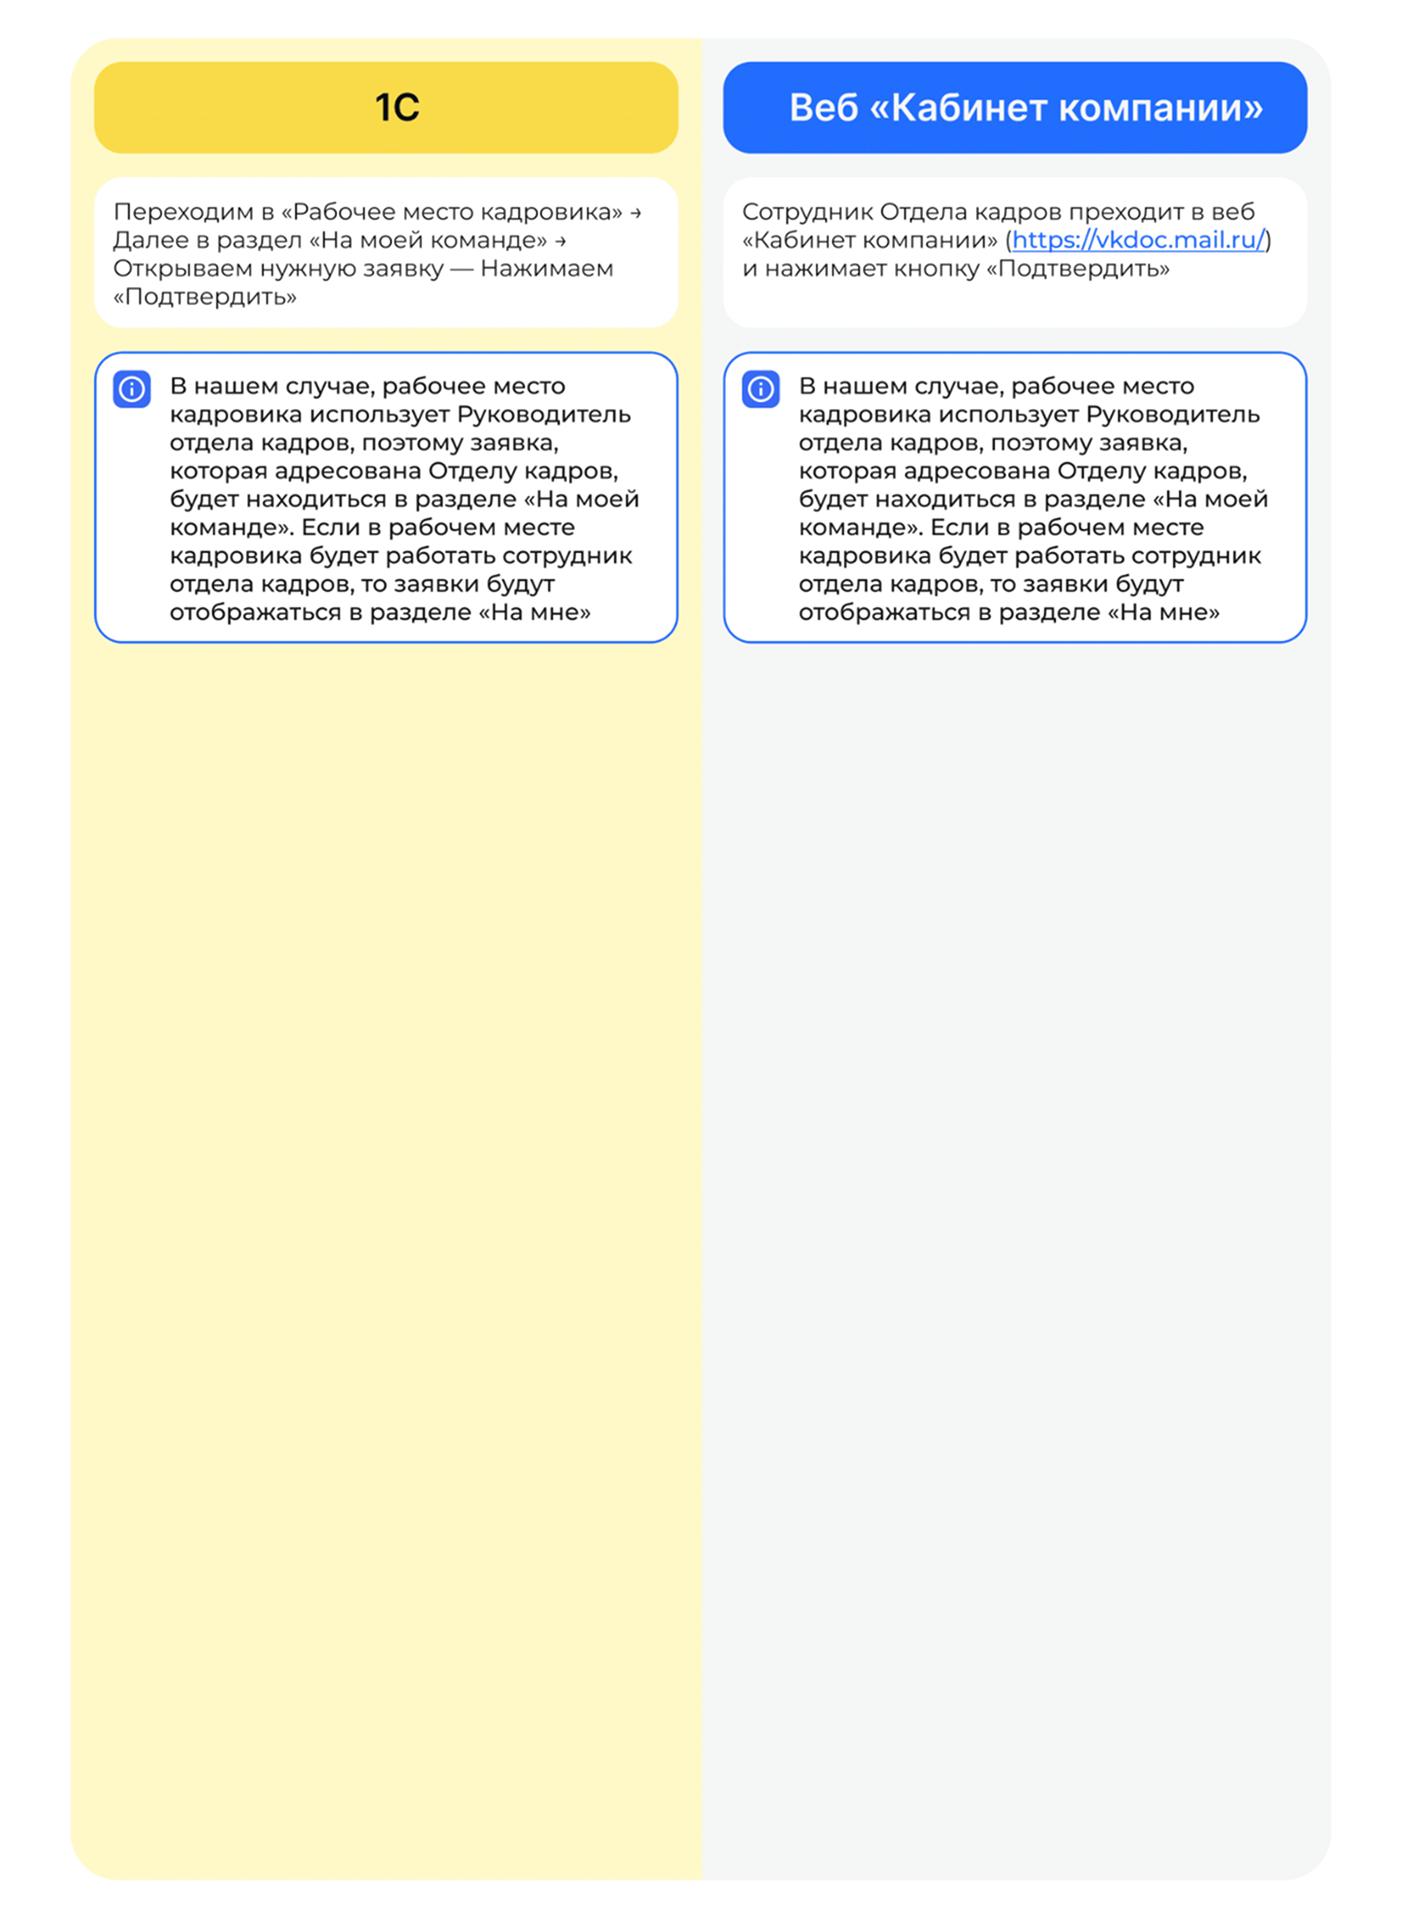 1С
Переходим в «Рабочее место кадровика» →
Далее в раздел «На моей команде» →
Открываем нужную заявку — Нажимаем
«Подтвердить»
В нашем случае, рабочее место
кадровика использует Руководитель
отдела кадров, поэтому заявка,
которая адресована Отделу кадров,
будет находиться в разделе «На моей
команде». Если в рабочем месте
кадровика будет работать сотрудник
отдела кадров, то заявки будут
отображаться в разделе «На мне»
Веб «Кабинет компании»
Сотрудник Отдела кадров преходит в веб
«Кабинет компании» (https://vkdoc.mail.ru/)
и нажимает кнопку «Подтвердить»
В нашем случае, рабочее место
кадровика использует Руководитель
отдела кадров, поэтому заявка,
которая адресована Отделу кадров,
будет находиться в разделе «На моей
команде». Если в рабочем месте
кадровика будет работать сотрудник
отдела кадров, то заявки будут
отображаться в разделе «На мне»